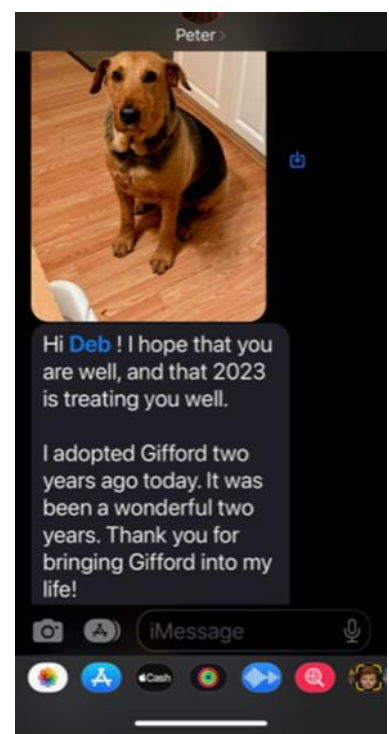 Peter
Hi Deb ! I hope that you
are well, and that 2023
is treating you well.
I adopted Gifford two
years ago today. It was
been a wonderful two
years. Thank you for
bringing Gifford into my
life!
iMessage
Cash